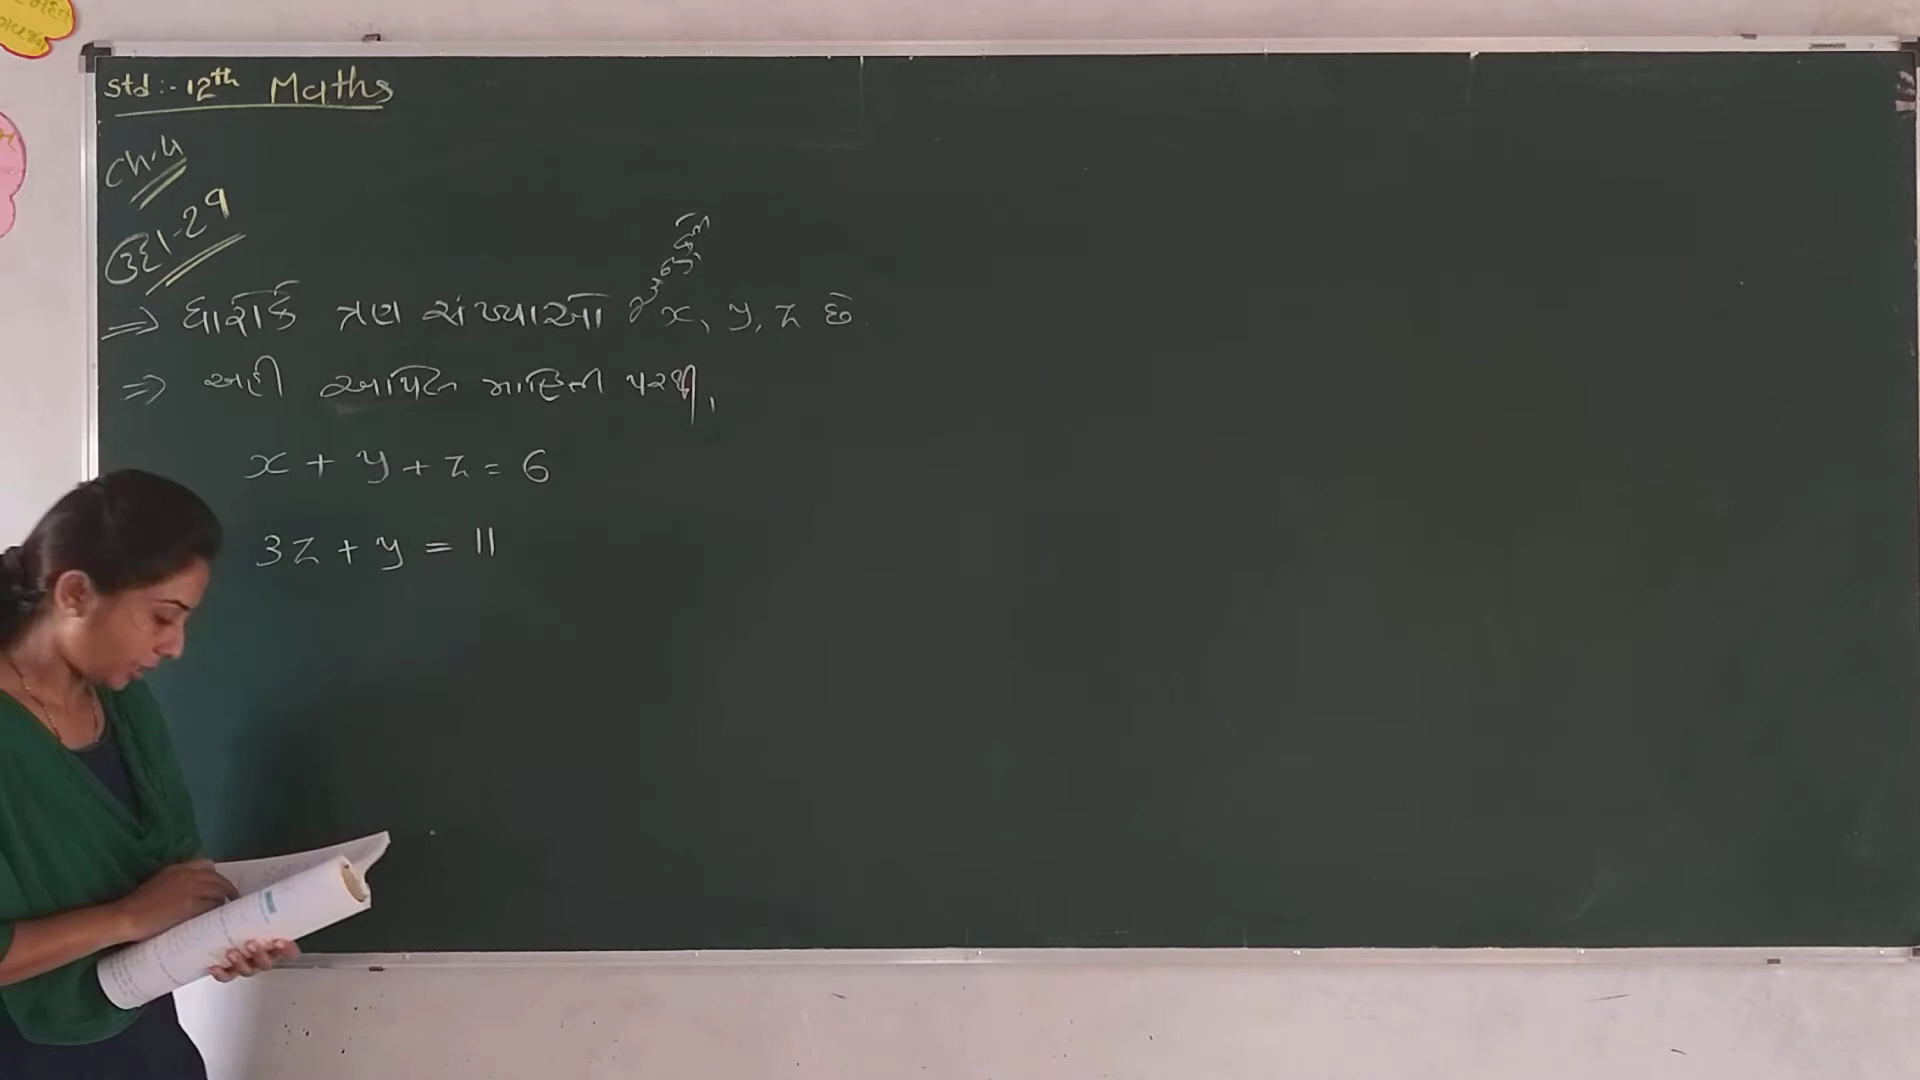 Std :- 12th Maths
Ch.4
ઉદા-29
⇒ ધારોકે ત્રણ સંખ્યાઓ x, y, z છે.
⇒ અહી આપેલ માહિતી પરથી,
x + y + z = 6
3z + y = 11